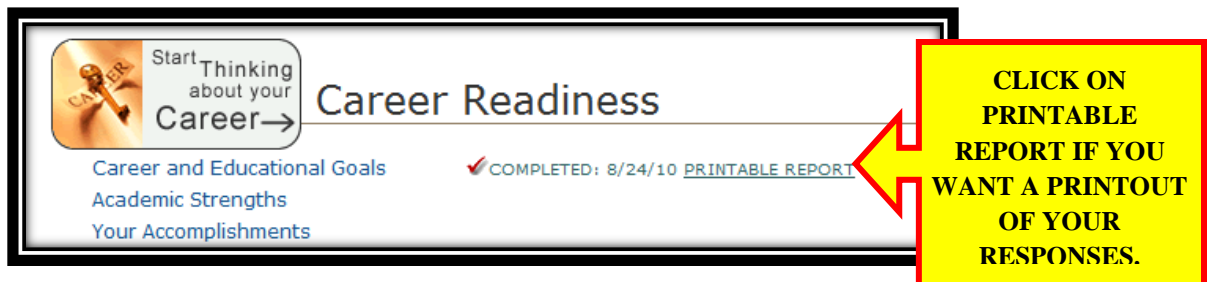 CAREER
Start Thinking
about your
Career→
Career Readiness
Career and Educational Goals
COMPLETED: 8/24/10 PRINTABLE REPORT
Academic Strengths
Your Accomplishments
CLICK ON
PRINTABLE
REPORT IF YOU
WANT A PRINTOUT
OF YOUR
RESPONSES.